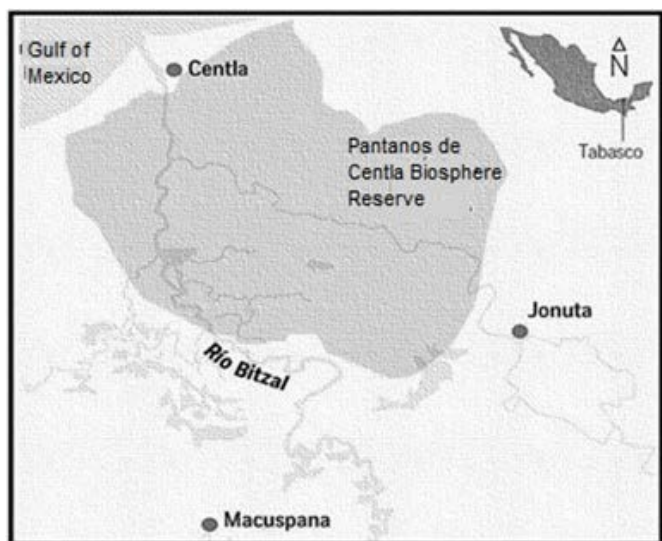 Gulf of
Mexico
Centla
N
Tabasco
Pantanos de
Centla Biosphere
Reserve
Jonuta
Río Bitzal
Macuspana